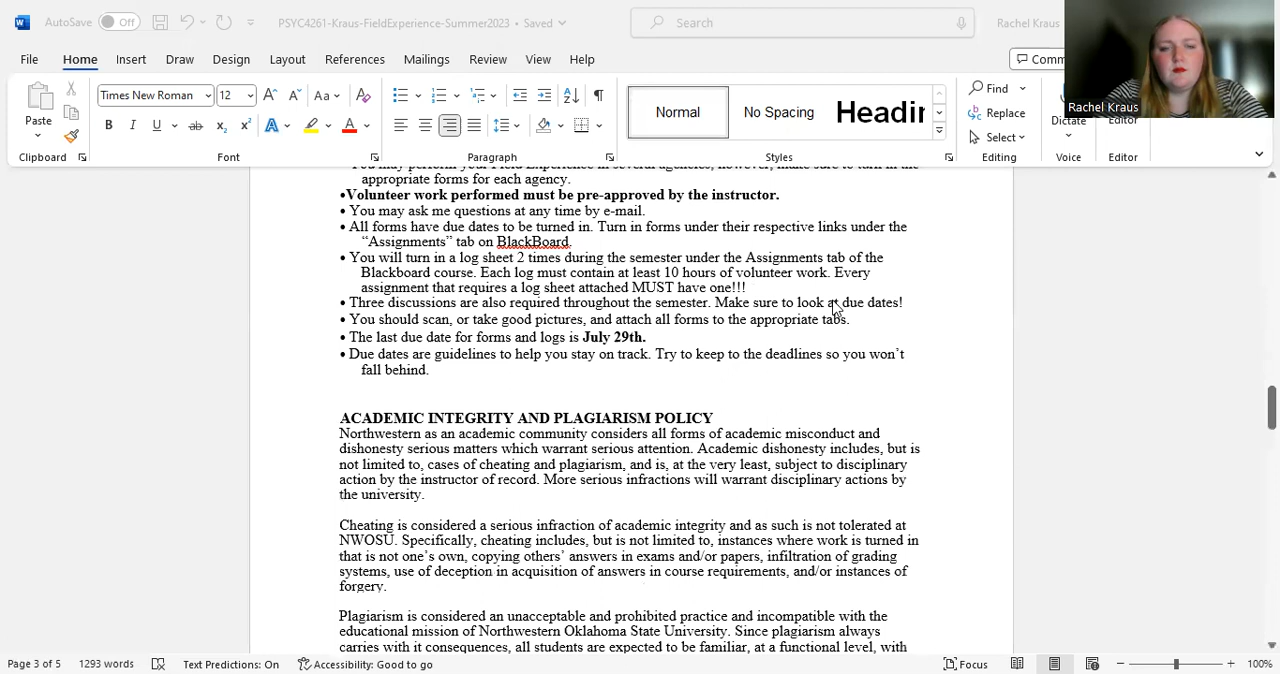 AutoSave Off PSYC4261-Kraus-FieldExperience-Summer2023 - Saved Search Rachel Kraus
File Home Insert Draw Design Layout References Mailings Review View Help
Paste Times New Roman 12 Aa Normal No Spacing Find Replace Select Dictate Editor
Rachel Kraus
Clipboard Font Paragraph Styles Editing Voice Editor
appropriate forms for each agency.
•Volunteer work performed must be pre-approved by the instructor.
• You may ask me questions at any time by e-mail.
• All forms have due dates to be turned in. Turn in forms under their respective links under the
“Assignments” tab on BlackBoard.
• You will turn in a log sheet 2 times during the semester under the Assignments tab of the
Blackboard course. Each log must contain at least 10 hours of volunteer work. Every
assignment that requires a log sheet attached MUST have one!!!
• Three discussions are also required throughout the semester. Make sure to look at due dates!
• You should scan, or take good pictures, and attach all forms to the appropriate tabs.
• The last due date for forms and logs is July 29th.
• Due dates are guidelines to help you stay on track. Try to keep to the deadlines so you won’t
fall behind.
ACADEMIC INTEGRITY AND PLAGIARISM POLICY
Northwestern as an academic community considers all forms of academic misconduct and
dishonesty serious matters which warrant serious attention. Academic dishonesty includes, but is
not limited to, cases of cheating and plagiarism, and is, at the very least, subject to disciplinary
action by the instructor of record. More serious infractions will warrant disciplinary actions by
the university.
Cheating is considered a serious infraction of academic integrity and as such is not tolerated at
NWOSU. Specifically, cheating includes, but is not limited to, instances where work is turned in
that is not one’s own, copying others’ answers in exams and/or papers, infiltration of grading
systems, use of deception in acquisition of answers in course requirements, and/or instances of
forgery.
Plagiarism is considered an unacceptable and prohibited practice and incompatible with the
educational mission of Northwestern Oklahoma State University. Since plagiarism always
carries with it consequences, all students are expected to be familiar, at a functional level, with
Page 3 of 5 1293 words Text Predictions: On Accessibility: Good to go Focus 100%